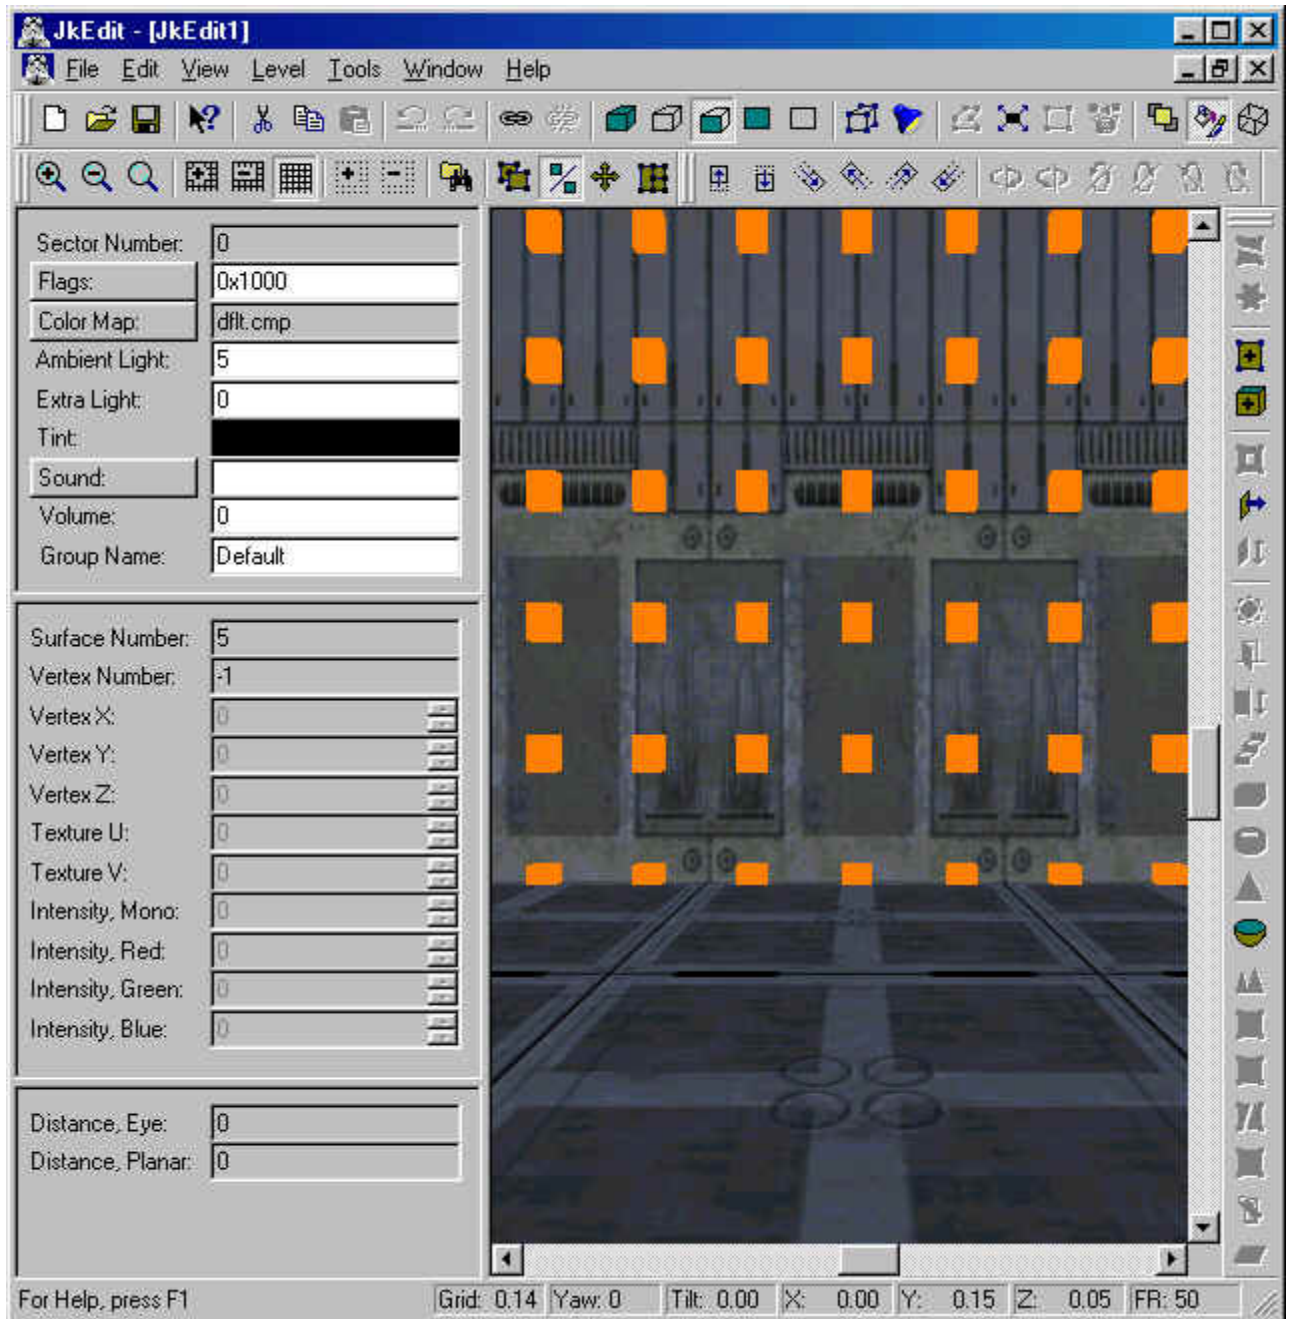 JkEdit - [JkEdit1]
File Edit View Level Tools Window Help
Sector Number: 0
Flags: 0x1000
Color Map: dflt.cmp
Ambient Light: 5
Extra Light: 0
Tint:
Sound:
Volume: 0
Group Name: Default
Surface Number: 5
Vertex Number: -1
Vertex X: 0
Vertex Y: 0
Vertex Z: 0
Texture U: 0
Texture V: 0
Intensity, Mono: 0
Intensity, Red: 0
Intensity, Green: 0
Intensity, Blue: 0
Distance, Eye: 0
Distance, Planar: 0
For Help, press F1 Grid: 0.14 Yaw: 0 Tilt: 0.00 X: 0.00 Y: 0.15 Z: 0.05 FR: 50